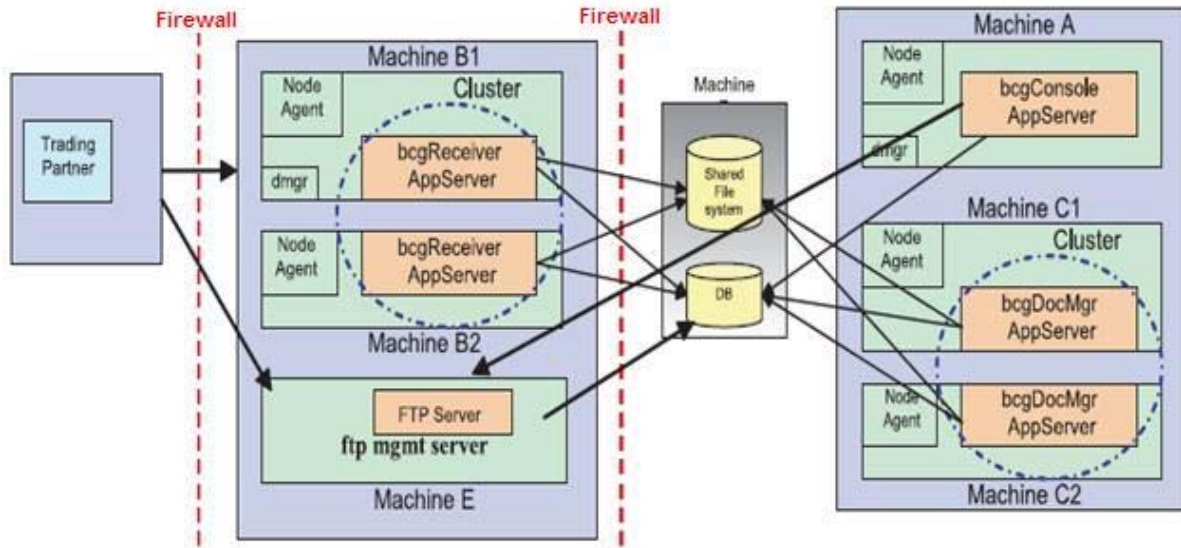 Firewall
Firewall
Trading
Partner
Machine B1
Node
Agent
Cluster
dmgr
bcgReceiver
AppServer
Node
Agent
bcgReceiver
AppServer
Machine B2
FTP Server
ftp mgmt server
Machine E
Machine
Shared
File
system
DB
Machine A
Node
Agent
bcgConsole
AppServer
dmgr
Machine C1
Node
Agent
Cluster
bcgDocMgr
AppServer
Node
Agent
bcgDocMgr
AppServer
Machine C2